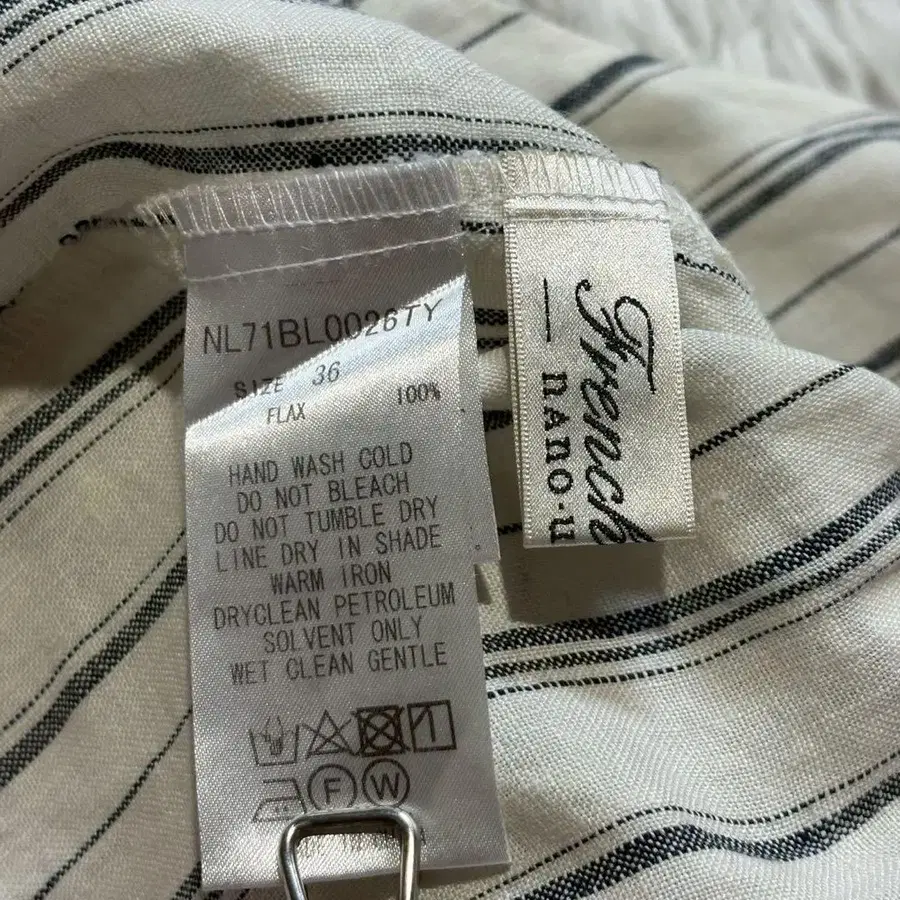 NL71BL0026TY
SIZE 36
FLAX 100%
HAND WASH COLD
DO NOT BLEACH
DO NOT TUMBLE DRY
LINE DRY IN SHADE
WARM IRON
DRYCLEAN PETROLEUM
SOLVENT ONLY
WET CLEAN GENTLE
F W
French
nano·u